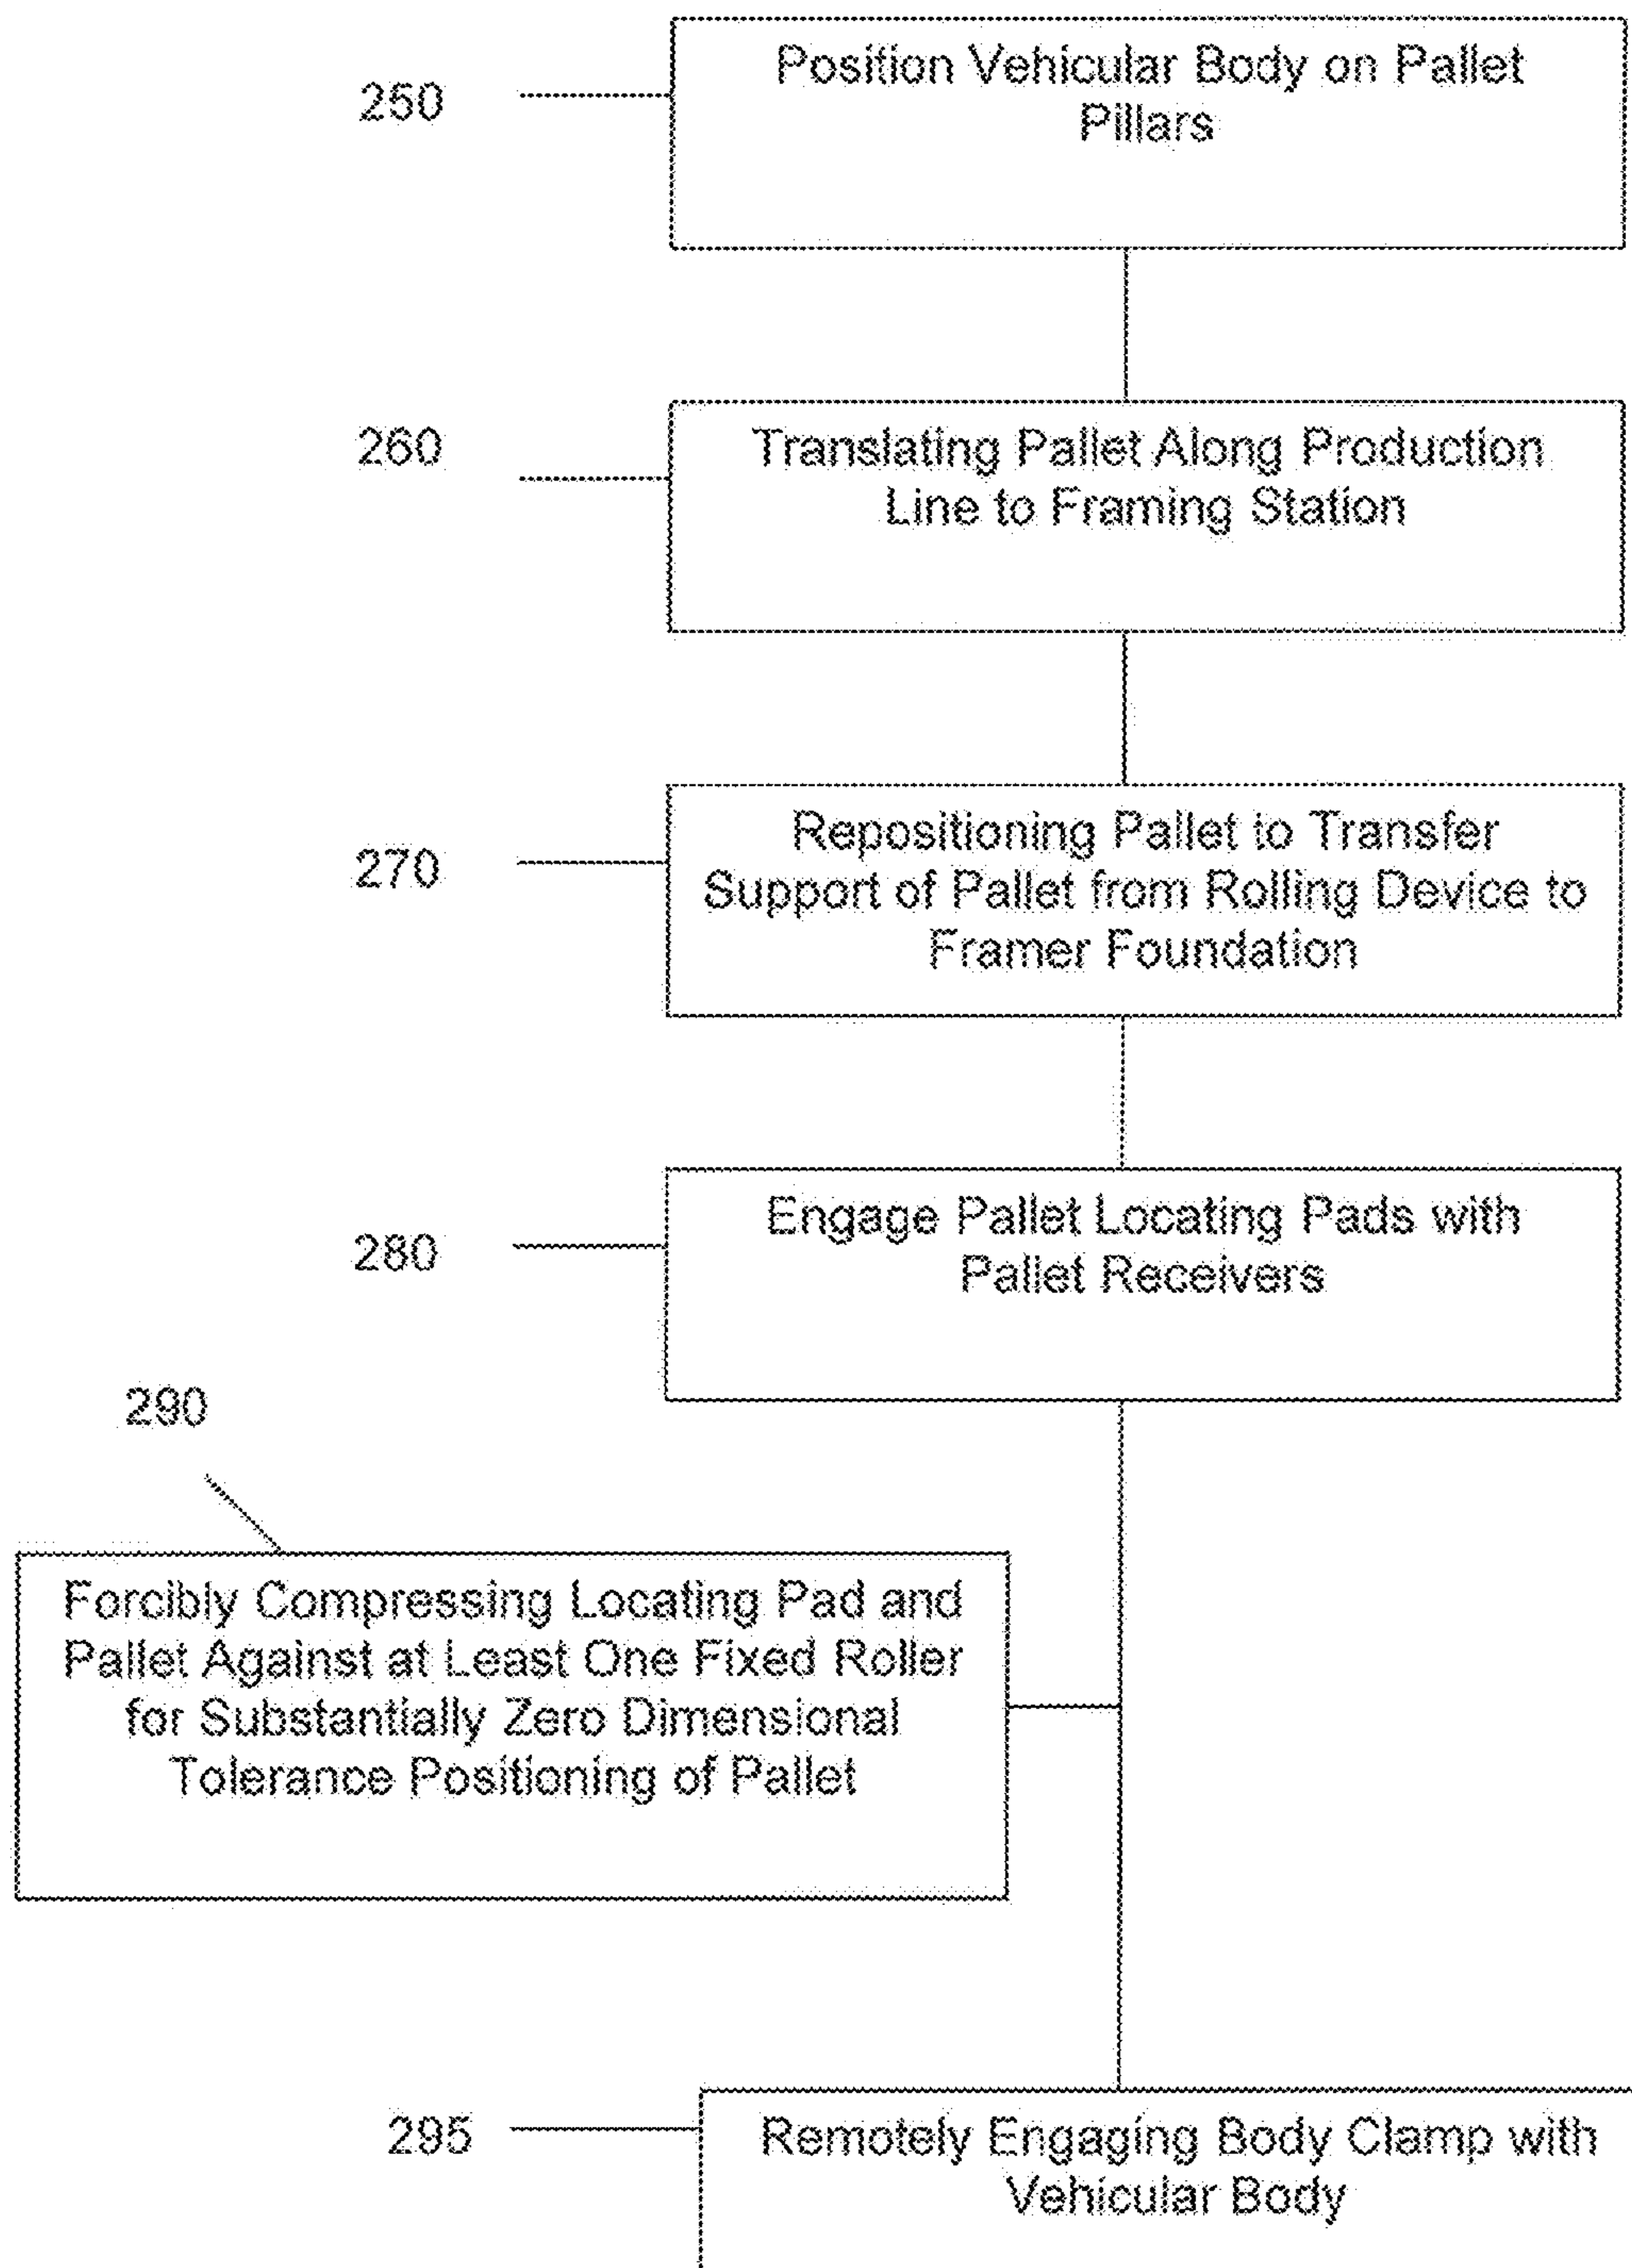 250
Position Vehicular Body on Pallet
Pillars
260
Translating Pallet Along Production
Line to Framing Station
270
Repositioning Pallet to Transfer
Support of Pallet from Rolling Device to
Framer Foundation
280
Engage Pallet Locating Pads with
Pallet Receivers
290
Forcibly Compressing Locating Pad and
Pallet Against at Least One Fixed Roller
for Substantially Zero Dimensional
Tolerance Positioning of Pallet
295
Remotely Engaging Body Clamp with
Vehicular Body